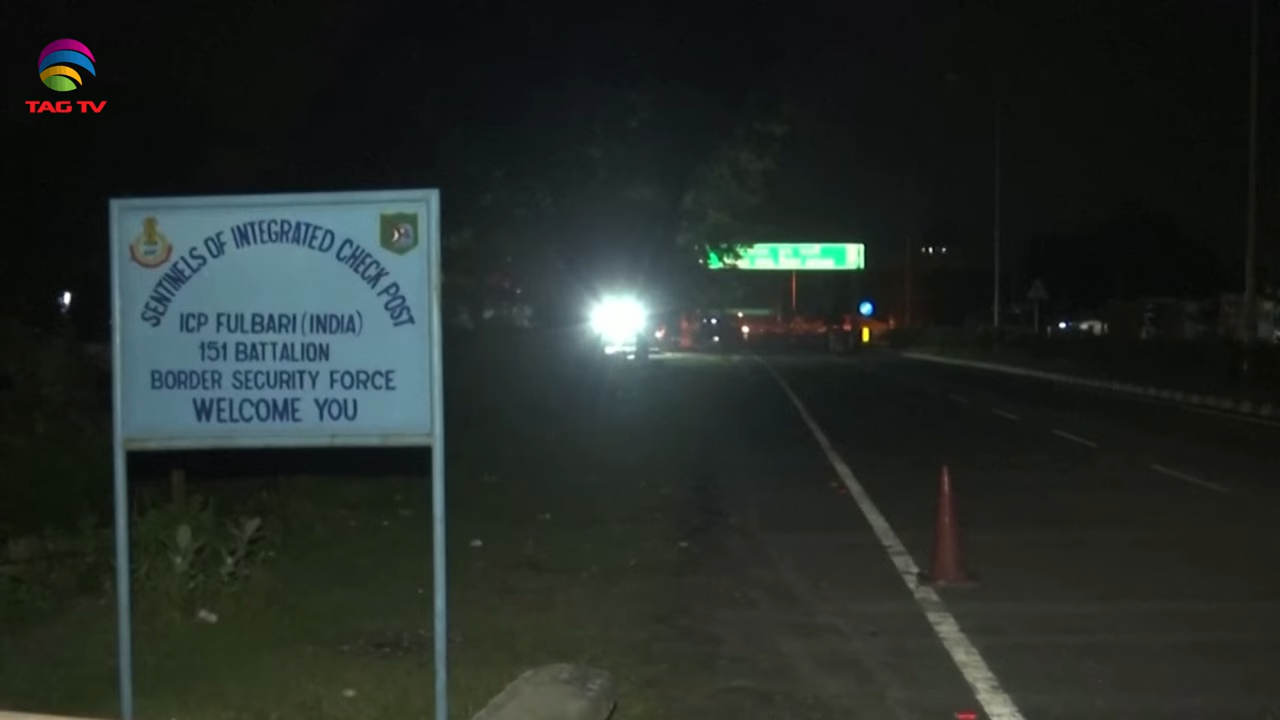 TAG TV
SENTINELS OF INTEGRATED CHECK POST
ICP FULBARI (INDIA)
151 BATTALION
BORDER SECURITY FORCE
WELCOME YOU